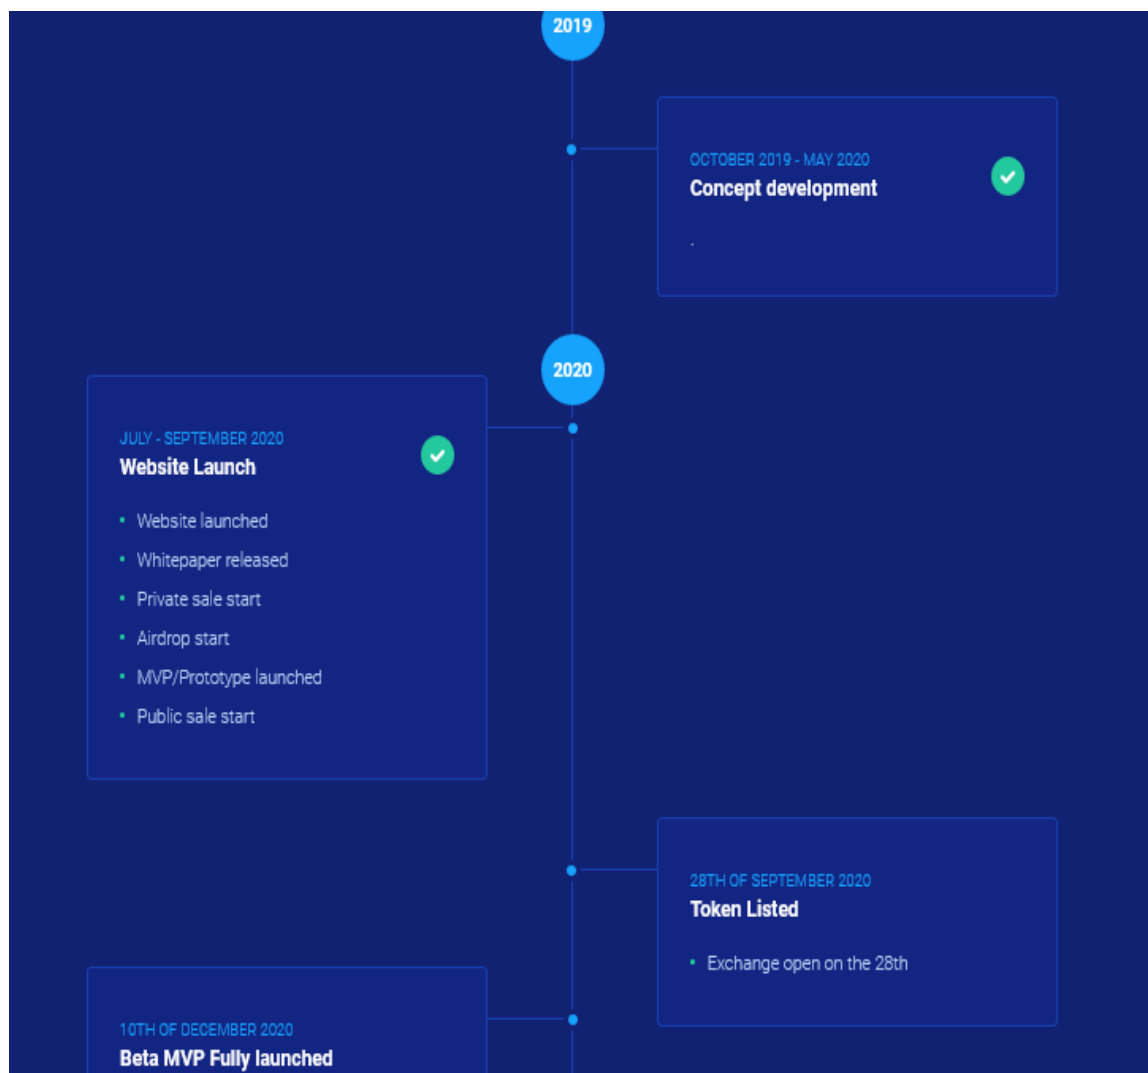 2019
OCTOBER 2019 - MAY 2020
Concept development
.
2020
JULY - SEPTEMBER 2020
Website Launch
• Website launched
• Whitepaper released
• Private sale start
• Airdrop start
• MVP/Prototype launched
• Public sale start
28TH OF SEPTEMBER 2020
Token Listed
• Exchange open on the 28th
10TH OF DECEMBER 2020
Beta MVP Fully launched